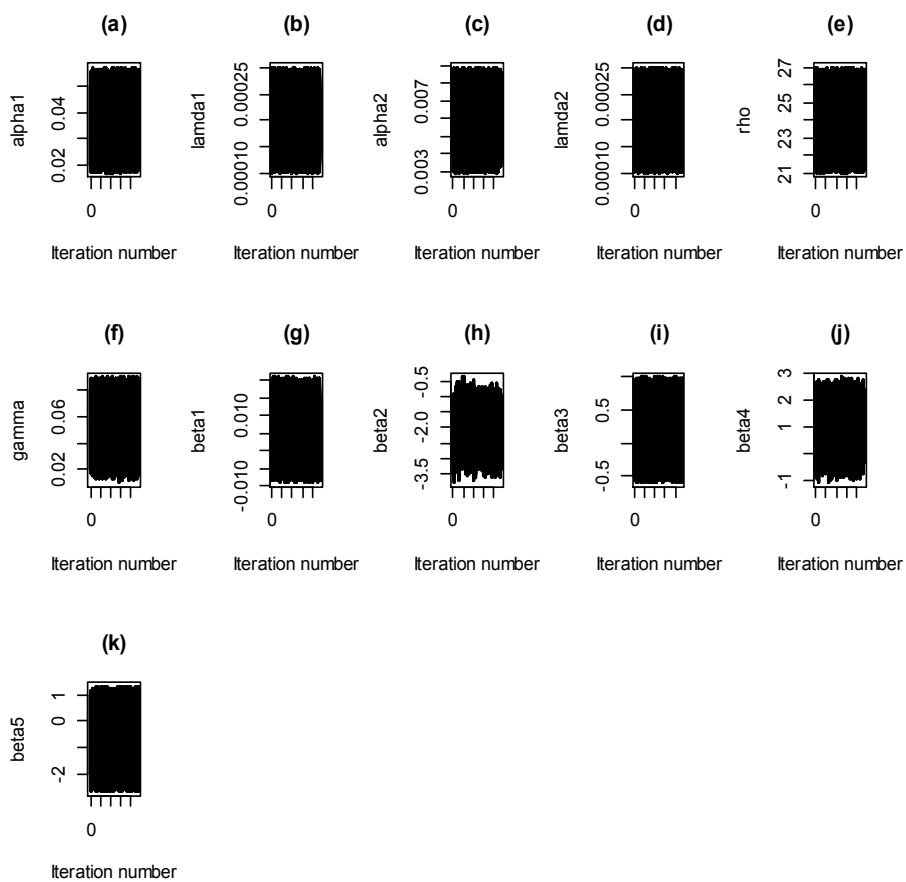 (a) (b) (c) (d) (e)
alpha1
0.02 0.04
0
Iteration number
lamda1
0.00010 0.00025
0
Iteration number
alpha2
0.003 0.007
0
Iteration number
lamda2
0.00010 0.00025
0
Iteration number
rho
21 23 25 27
0
Iteration number
(f) (g) (h) (i) (j)
gamma
0.02 0.06
0
Iteration number
beta1
-0.010 0.010
0
Iteration number
beta2
-3.5 -2.0 -0.5
0
Iteration number
beta3
-0.5 0.5
0
Iteration number
beta4
-1 1 2 3
0
Iteration number
(k)
beta5
-2 0 1
0
Iteration number